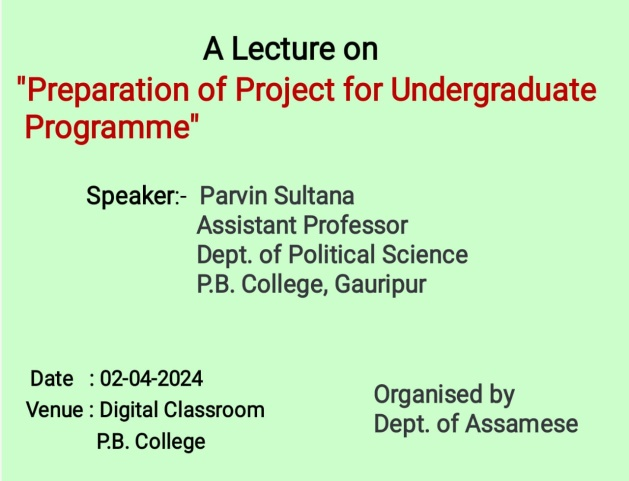 A Lecture on
"Preparation of Project for Undergraduate
Programme"
Speaker:- Parvin Sultana
Assistant Professor
Dept. of Political Science
P.B. College, Gauripur
Date : 02-04-2024
Venue : Digital Classroom
P.B. College
Organised by
Dept. of Assamese